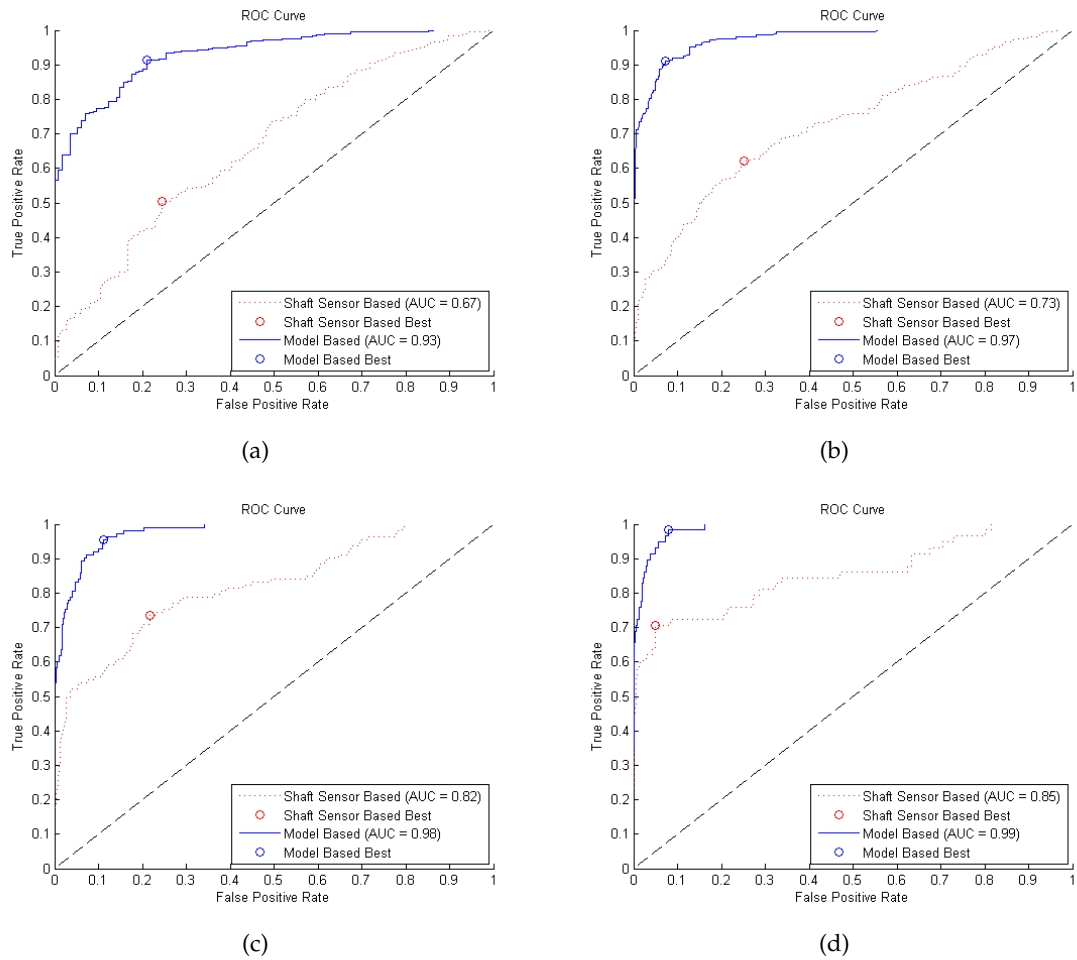 ROC Curve
1
0.9
0.8
0.7
0.6
0.5
0.4
0.3
0.2
0.1
0
True Positive Rate
Shaft Sensor Based (AUC = 0.67)
Shaft Sensor Based Best
Model Based (AUC = 0.93)
Model Based Best
0 0.1 0.2 0.3 0.4 0.5 0.6 0.7 0.8 0.9 1
False Positive Rate
(a)
ROC Curve
1
0.9
0.8
0.7
0.6
0.5
0.4
0.3
0.2
0.1
0
True Positive Rate
Shaft Sensor Based (AUC = 0.73)
Shaft Sensor Based Best
Model Based (AUC = 0.97)
Model Based Best
0 0.1 0.2 0.3 0.4 0.5 0.6 0.7 0.8 0.9 1
False Positive Rate
(b)
ROC Curve
1
0.9
0.8
0.7
0.6
0.5
0.4
0.3
0.2
0.1
0
True Positive Rate
Shaft Sensor Based (AUC = 0.82)
Shaft Sensor Based Best
Model Based (AUC = 0.98)
Model Based Best
0 0.1 0.2 0.3 0.4 0.5 0.6 0.7 0.8 0.9 1
False Positive Rate
(c)
ROC Curve
1
0.9
0.8
0.7
0.6
0.5
0.4
0.3
0.2
0.1
0
True Positive Rate
Shaft Sensor Based (AUC = 0.85)
Shaft Sensor Based Best
Model Based (AUC = 0.99)
Model Based Best
0 0.1 0.2 0.3 0.4 0.5 0.6 0.7 0.8 0.9 1
False Positive Rate
(d)